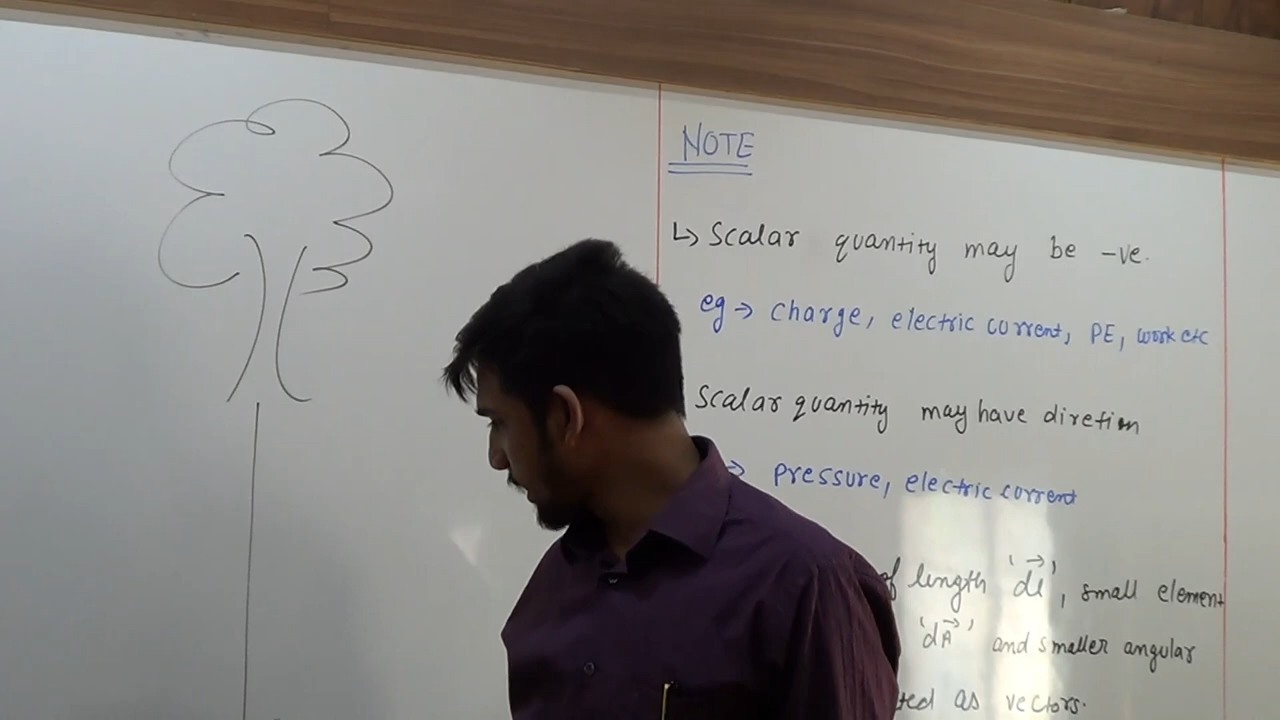 NOTE
↳ Scalar quantity may be -ve.
eg → charge, electric current, PE, work etc
Scalar quantity may have diretion
→ pressure, electric current
of length 'dl⃗', small element
'dA⃗' and smaller angular
as vectors.